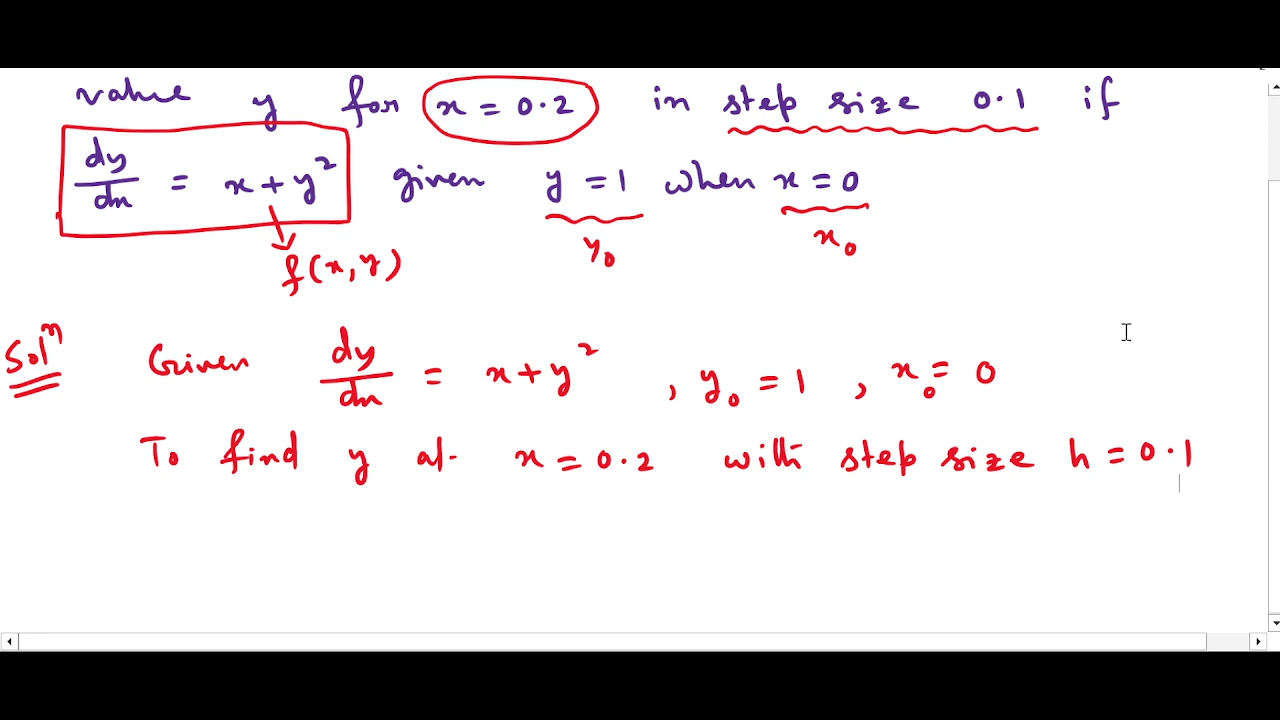 value y for x = 0.2 in step size 0.1 if
dy/dx = x + y² given y = 1 when x = 0
f(x, y) y₀ x₀
Solⁿ Given dy/dx = x + y² , y₀ = 1 , x₀ = 0
To find y at x = 0.2 with step size h = 0.1